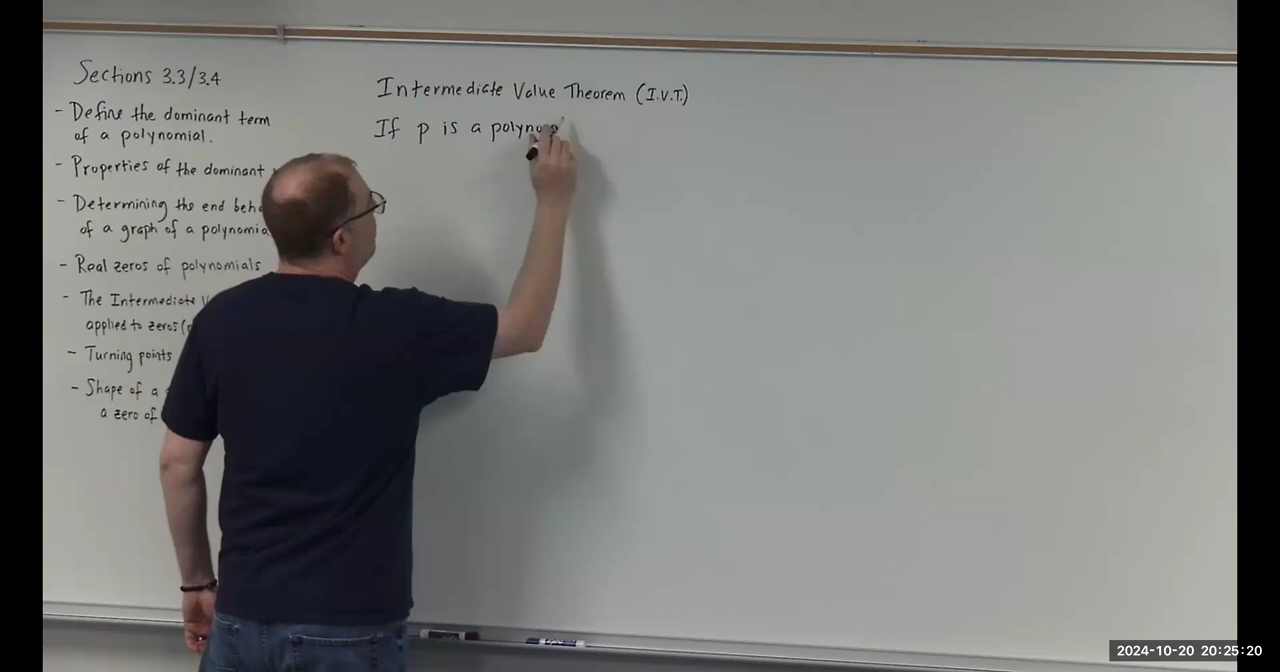 Sections 3.3/3.4
- Define the dominant term
of a polynomial.
- Properties of the dominant
- Determining the end beh
of a graph of a polynomia
- Real zeros of polynomials
- The Intermediate V
applied to zeros (r
- Turning points
- Shape of a
a zero of
Intermediate Value Theorem (I.V.T.)
If p is a polyno
2024-10-20 20:25:20